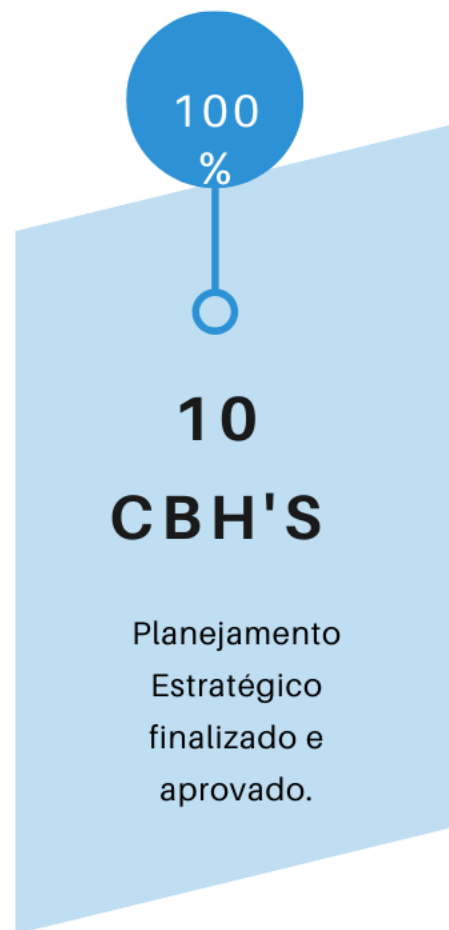 100
%
10
CBH'S
Planejamento
Estratégico
finalizado e
aprovado.